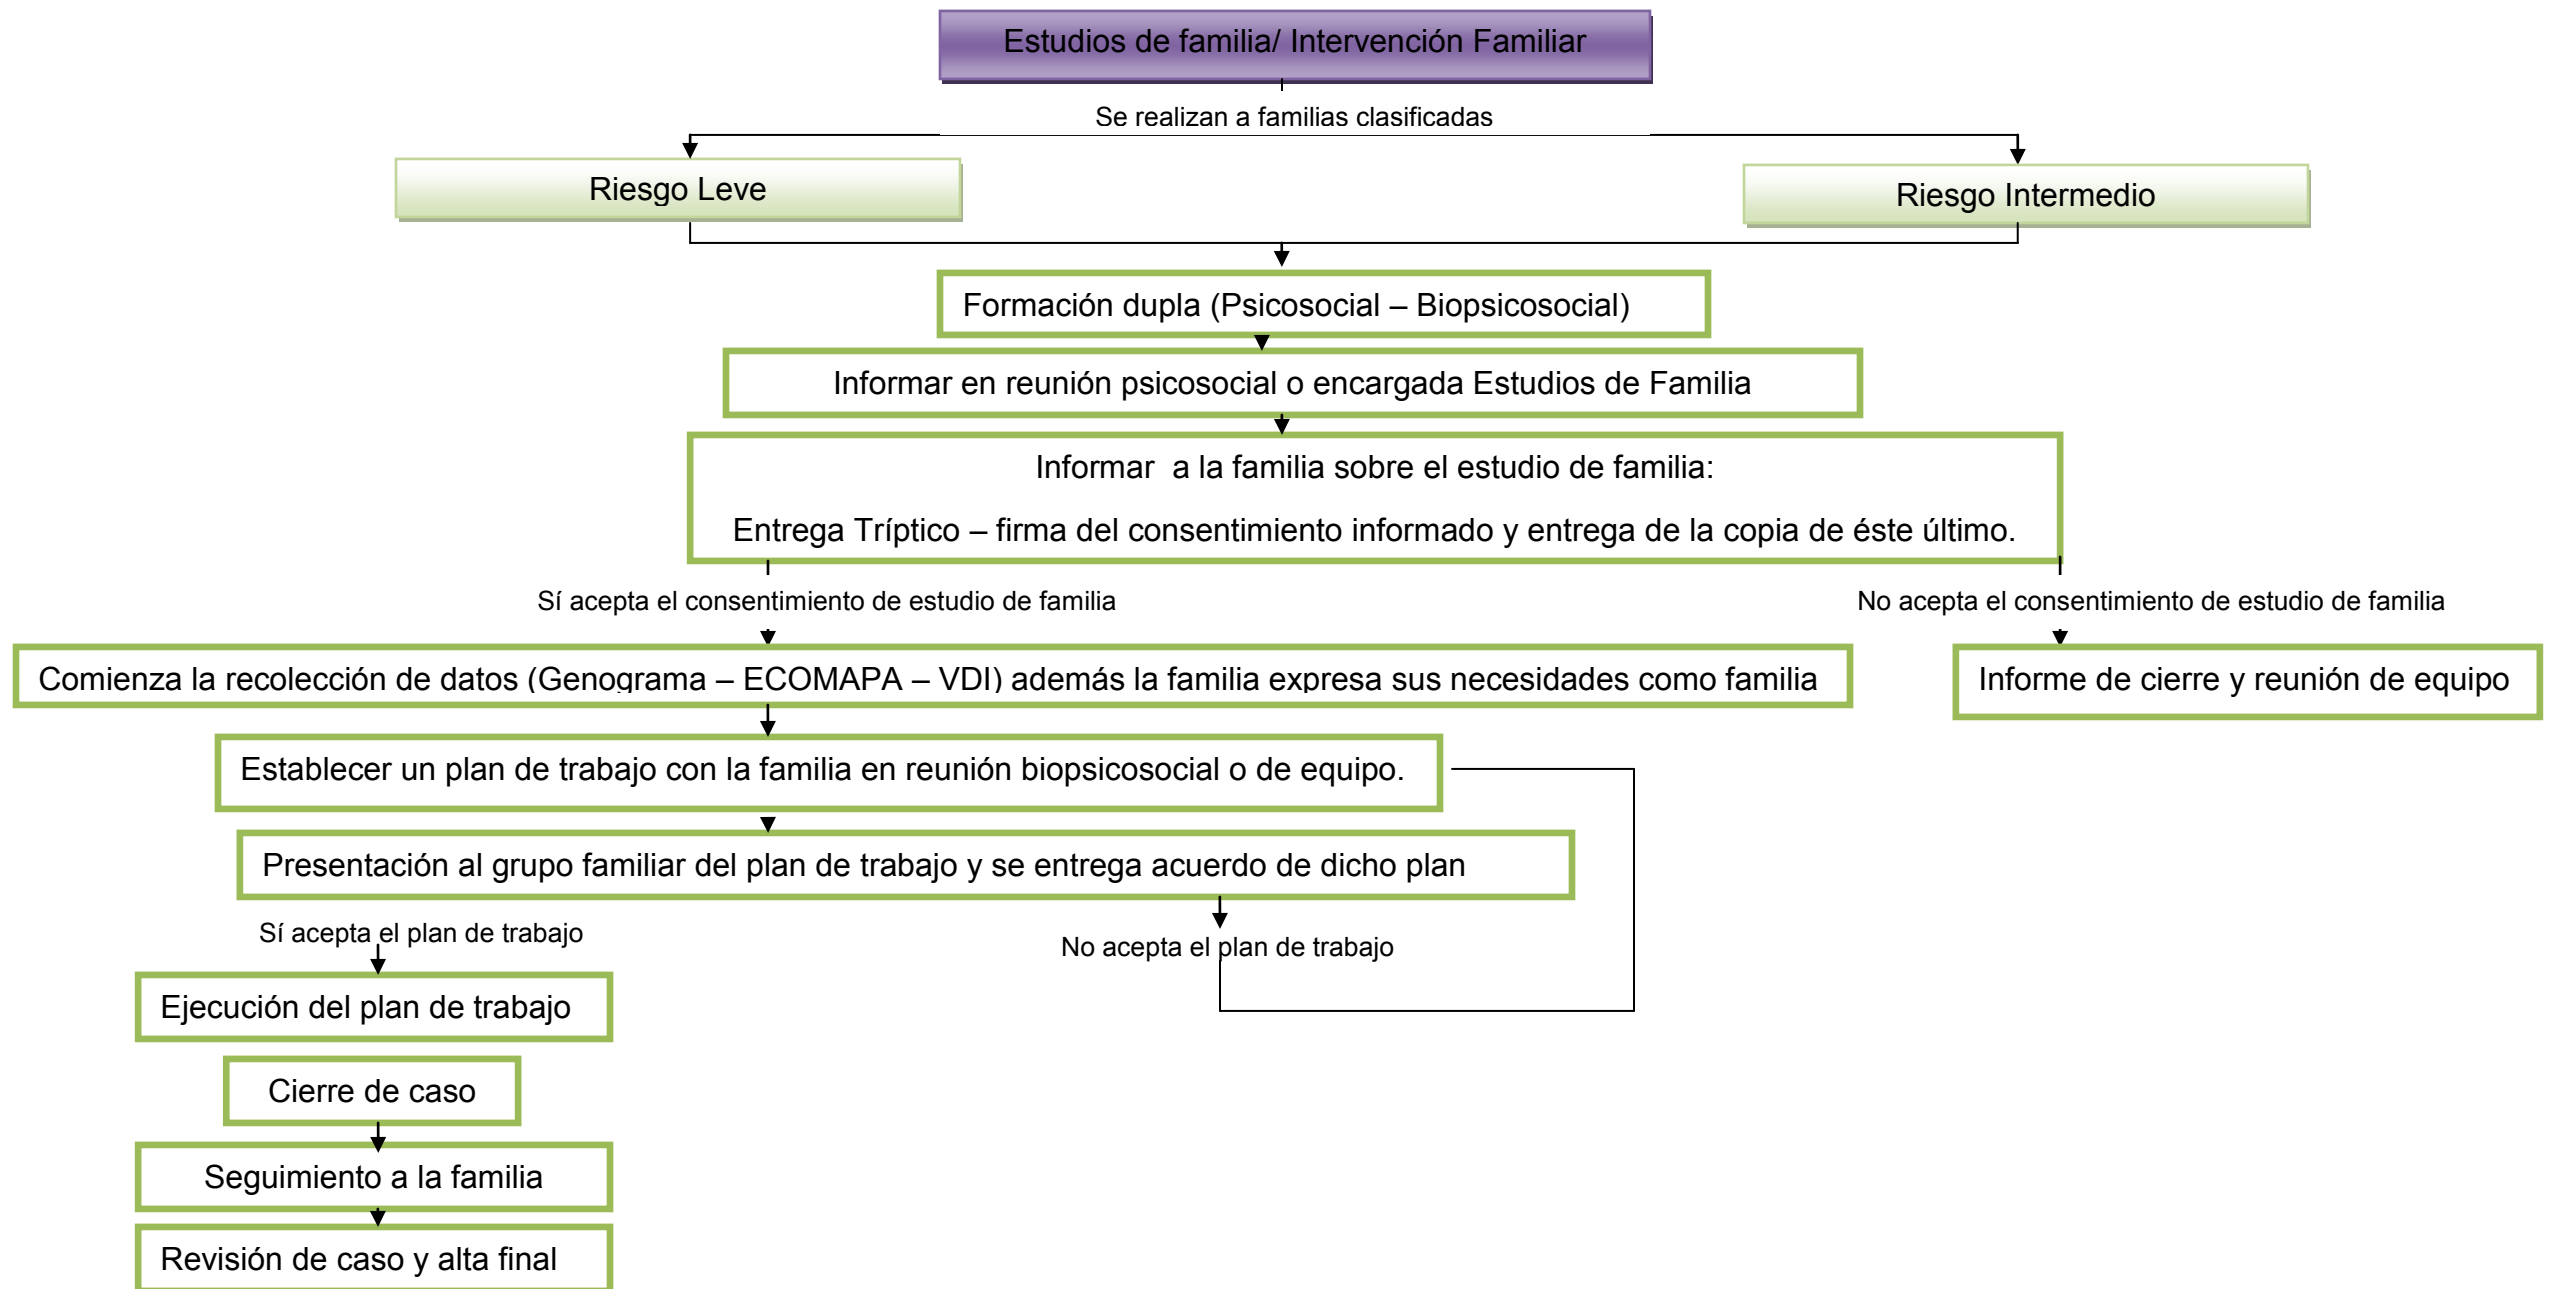 Estudios de familia/ Intervención Familiar
Se realizan a familias clasificadas
Riesgo Leve
Riesgo Intermedio
Formación dupla (Psicosocial – Biopsicosocial)
Informar en reunión psicosocial o encargada Estudios de Familia
Informar a la familia sobre el estudio de familia:
Entrega Tríptico – firma del consentimiento informado y entrega de la copia de éste último.
Sí acepta el consentimiento de estudio de familia
No acepta el consentimiento de estudio de familia
Comienza la recolección de datos (Genograma – ECOMAPA – VDI) además la familia expresa sus necesidades como familia
Informe de cierre y reunión de equipo
Establecer un plan de trabajo con la familia en reunión biopsicosocial o de equipo.
Presentación al grupo familiar del plan de trabajo y se entrega acuerdo de dicho plan
Sí acepta el plan de trabajo
No acepta el plan de trabajo
Ejecución del plan de trabajo
Cierre de caso
Seguimiento a la familia
Revisión de caso y alta final